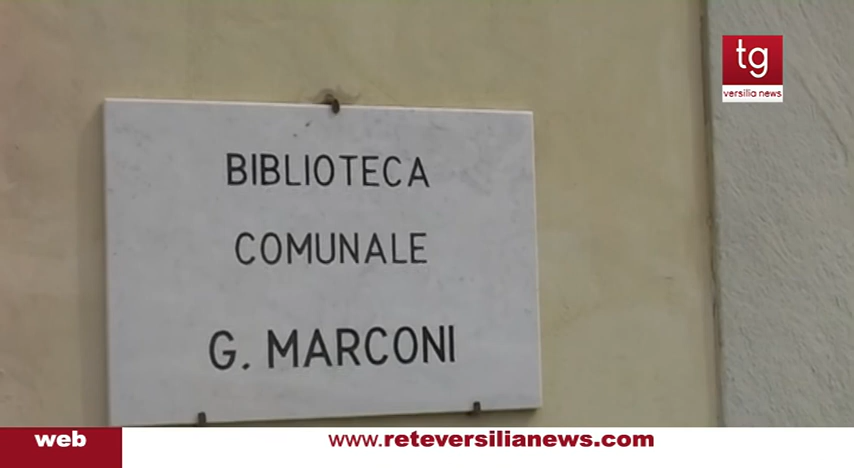 tg
versilia news
BIBLIOTECA
COMUNALE
G. MARCONI
web
www.reteversilianews.com